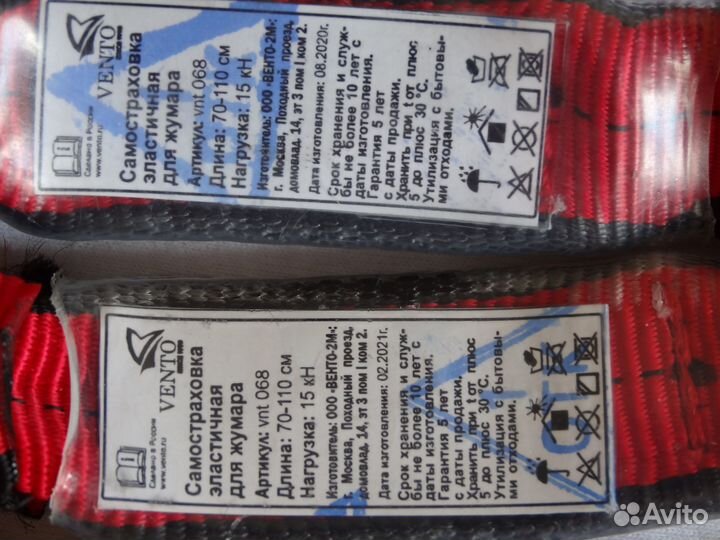 VENTO
SINCE 1992
Сделано в России
www.vento.ru
Самостраховка
эластичная
для жумара
Артикул: vnt 068
Длина: 70-110 см
Нагрузка: 15 кН
Изготовитель: ООО «ВЕНТО-2М»:
г. Москва, Походный проезд,
домовлад. 14, эт 3 пом I ком 2.
Дата изготовления: 08.2020г.
Срок хранения и служ-
бы не более 10 лет с
даты изготовления.
Гарантия 5 лет
с даты продажи.
Хранить при t от плюс
5 до плюс 30 °С.
Утилизация с бытовы-
ми отходами.
VENTO
Сделано в России
www.vento.ru
Самостраховка
эластичная
для жумара
Артикул: vnt 068
Длина: 70-110 см
Нагрузка: 15 кН
Изготовитель: ООО «ВЕНТО-2М»:
г. Москва, Походный проезд,
домовлад. 14, эт 3 пом I ком 2.
Дата изготовления: 02.2021г.
Срок хранения и служ-
бы не более 10 лет с
даты изготовления.
Гарантия 5 лет
с даты продажи.
Хранить при t от плюс
5 до плюс 30 °С.
Утилизация с бытовы-
ми отходами.
Avito